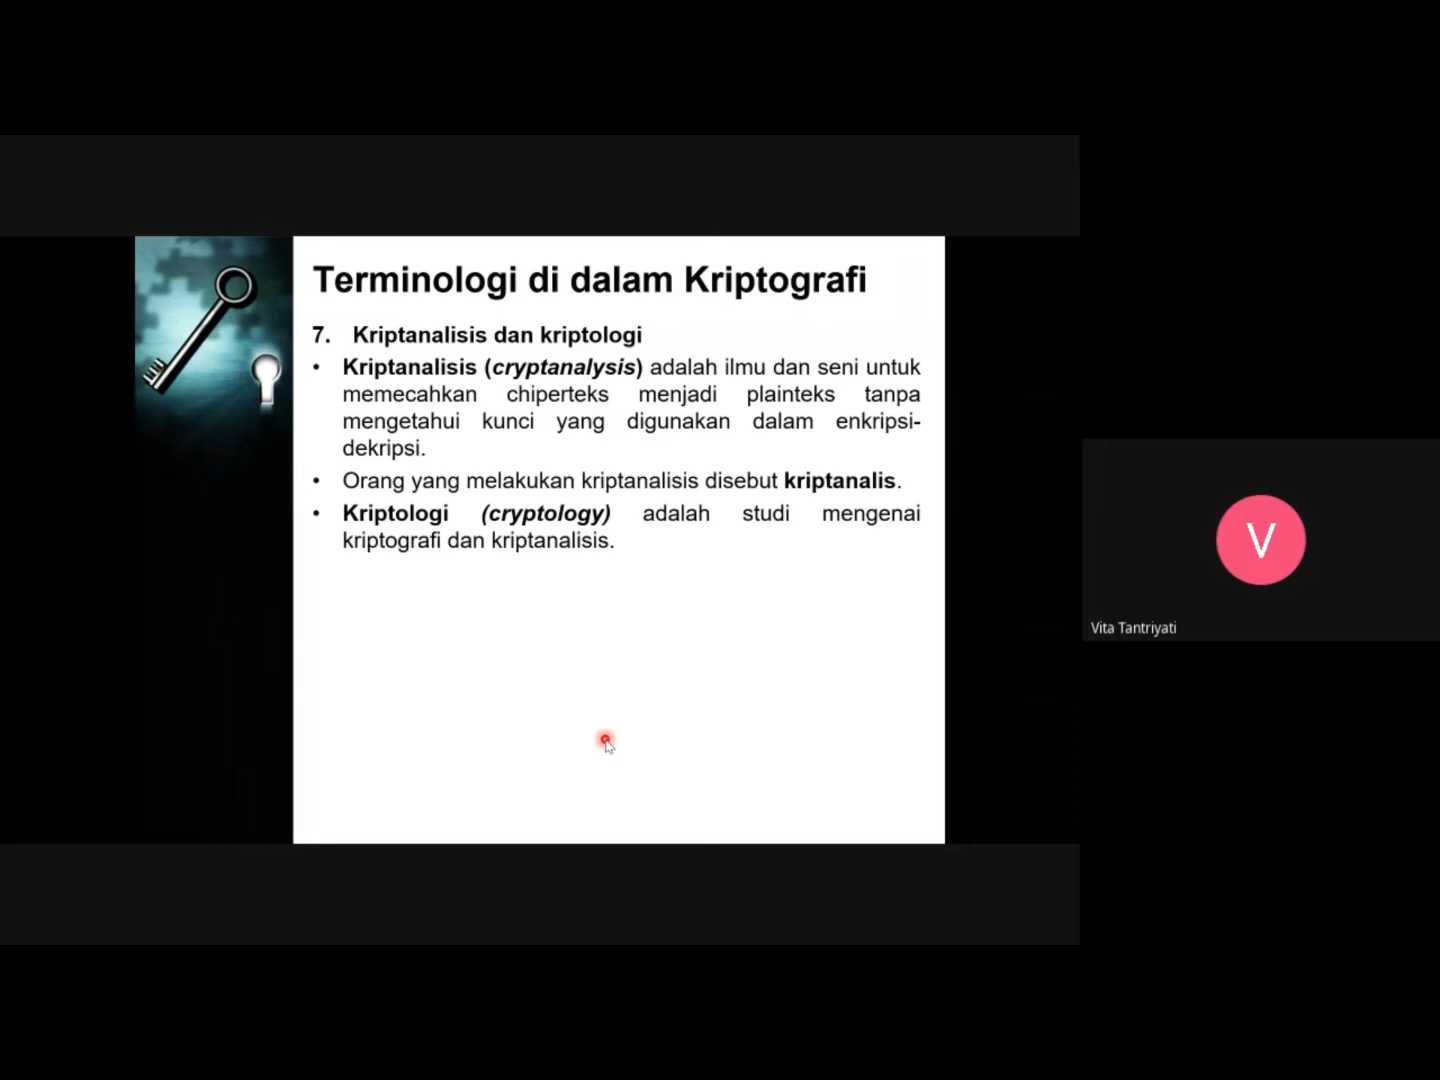 Terminologi di dalam Kriptografi
7. Kriptanalisis dan kriptologi
• Kriptanalisis (cryptanalysis) adalah ilmu dan seni untuk
memecahkan chiperteks menjadi plainteks tanpa
mengetahui kunci yang digunakan dalam enkripsi-
dekripsi.
• Orang yang melakukan kriptanalisis disebut kriptanalis.
• Kriptologi (cryptology) adalah studi mengenai
kriptografi dan kriptanalisis.
V
Vita Tantriyati